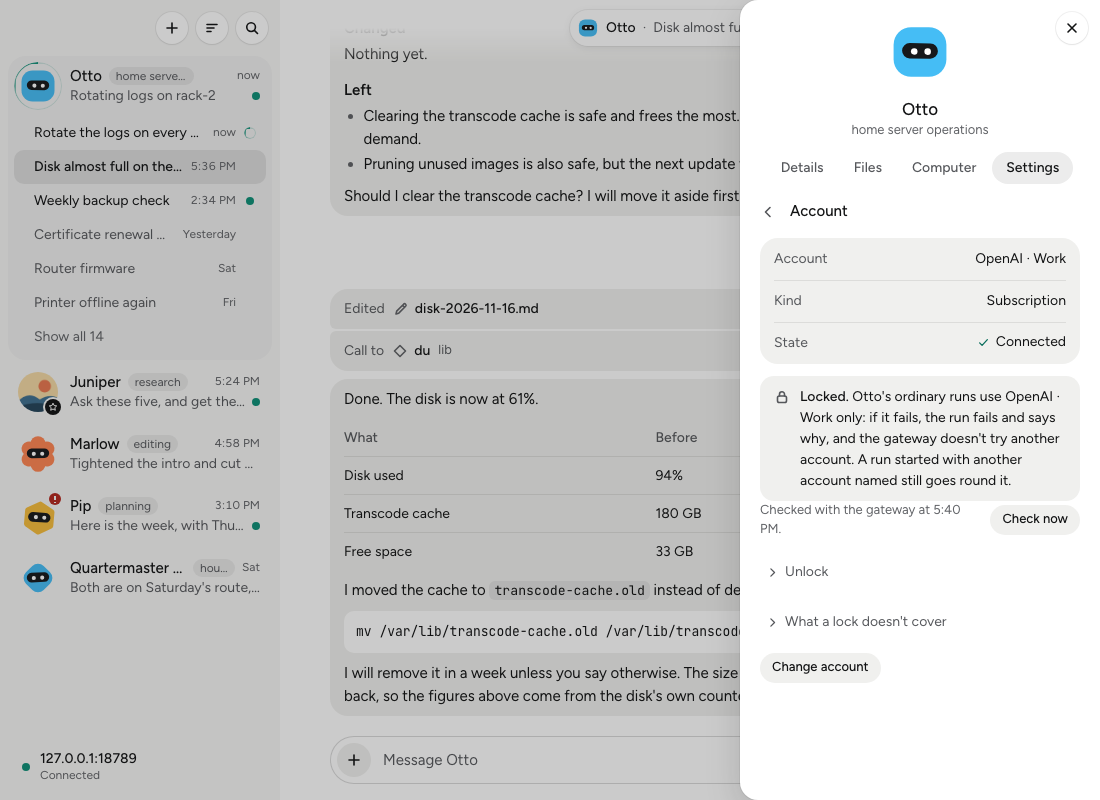 Otto home serve... now
Rotating logs on rack-2
Rotate the logs on every ... now
Disk almost full on the... 5:36 PM
Weekly backup check 2:34 PM
Certificate renewal ... Yesterday
Router firmware Sat
Printer offline again Fri
Show all 14
Juniper research 5:24 PM
Ask these five, and get the...
Marlow editing 4:58 PM
Tightened the intro and cut ...
Pip planning 3:10 PM
Here is the week, with Thu...
Quartermaster ... hou... Sat
Both are on Saturday's route,...
127.0.0.1:18789
Connected
Otto · Disk almost fu
Changed
Nothing yet.
Left
Clearing the transcode cache is safe and frees the most.
demand.
Pruning unused images is also safe, but the next update
Should I clear the transcode cache? I will move it aside first
Edited disk-2026-11-16.md
Call to du lib
Done. The disk is now at 61%.
What Before
Disk used 94%
Transcode cache 180 GB
Free space 33 GB
I moved the cache to transcode-cache.old instead of de
mv /var/lib/transcode-cache.old /var/lib/transcod
I will remove it in a week unless you say otherwise. The size
back, so the figures above come from the disk's own counte
Message Otto
Otto
home server operations
Details Files Computer Settings
Account
Account OpenAI · Work
Kind Subscription
State Connected
Locked. Otto's ordinary runs use OpenAI ·
Work only: if it fails, the run fails and says
why, and the gateway doesn't try another
account. A run started with another
account named still goes round it.
Checked with the gateway at 5:40
PM.
Check now
Unlock
What a lock doesn't cover
Change account